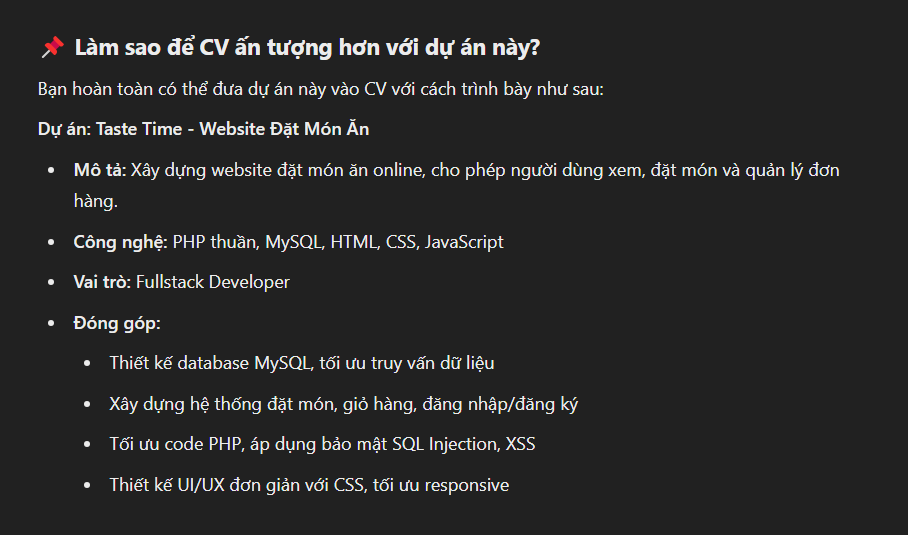 📌 Làm sao để CV ấn tượng hơn với dự án này?
Bạn hoàn toàn có thể đưa dự án này vào CV với cách trình bày như sau:
Dự án: Taste Time - Website Đặt Món Ăn
• Mô tả: Xây dựng website đặt món ăn online, cho phép người dùng xem, đặt món và quản lý đơn
hàng.
• Công nghệ: PHP thuần, MySQL, HTML, CSS, JavaScript
• Vai trò: Fullstack Developer
• Đóng góp:
• Thiết kế database MySQL, tối ưu truy vấn dữ liệu
• Xây dựng hệ thống đặt món, giỏ hàng, đăng nhập/đăng ký
• Tối ưu code PHP, áp dụng bảo mật SQL Injection, XSS
• Thiết kế UI/UX đơn giản với CSS, tối ưu responsive